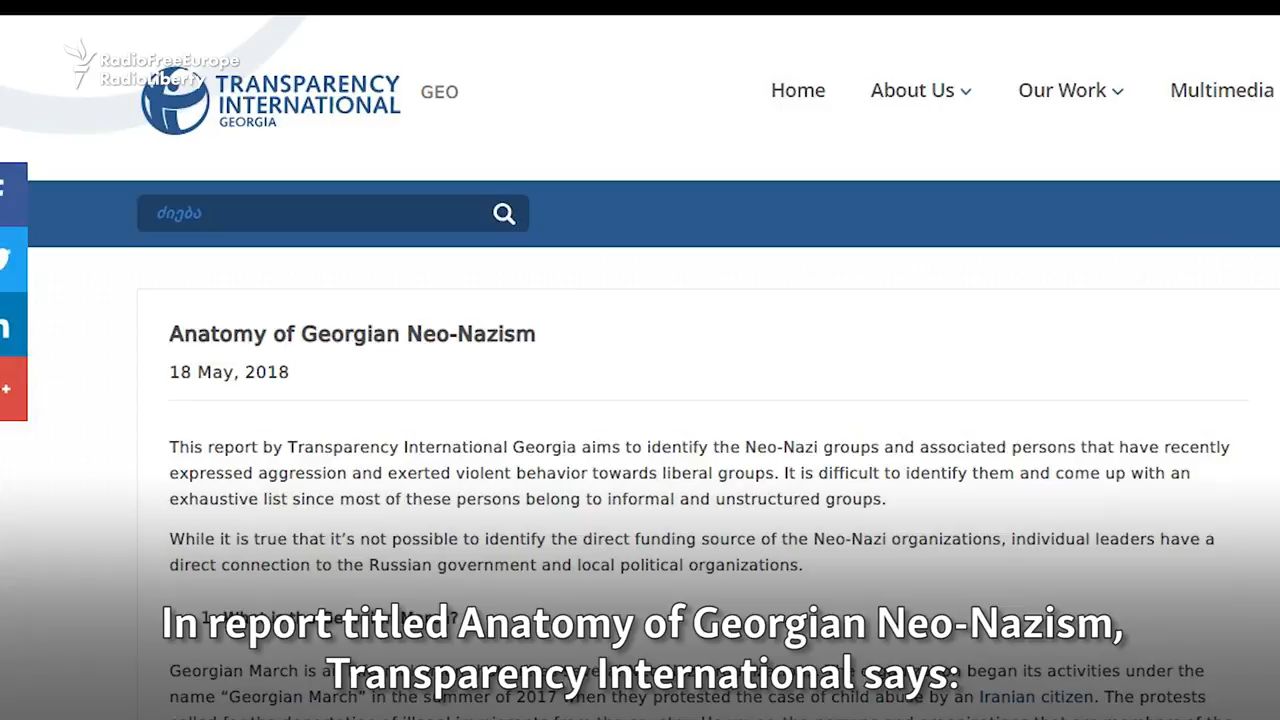 RadioFreeEurope
RadioLiberty
TRANSPARENCY
INTERNATIONAL
GEORGIA
GEO
Home
About Us
Our Work
Multimedia
ძიება
Anatomy of Georgian Neo-Nazism
18 May, 2018
This report by Transparency International Georgia aims to identify the Neo-Nazi groups and associated persons that have recently
expressed aggression and exerted violent behavior towards liberal groups. It is difficult to identify them and come up with an
exhaustive list since most of these persons belong to informal and unstructured groups.
While it is true that it's not possible to identify the direct funding source of the Neo-Nazi organizations, individual leaders have a
direct connection to the Russian government and local political organizations.
In report titled Anatomy of Georgian Neo-Nazism,
Transparency International says:
Georgian March is began its activities under the
name “Georgian March” in the summer of 2017 when they protested the case of child abuse by an Iranian citizen. The protests